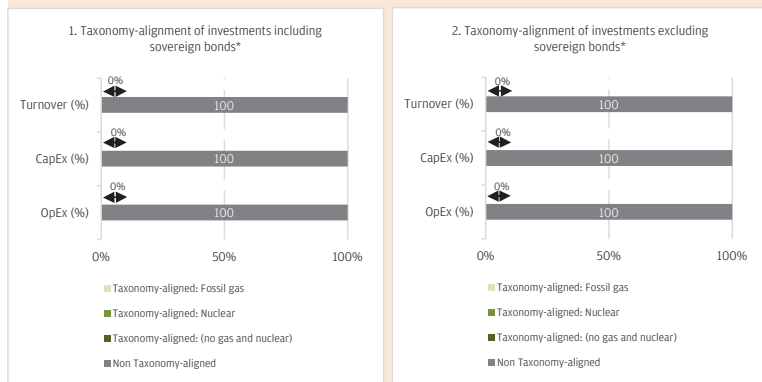 1. Taxonomy-alignment of investments including
sovereign bonds*
0%
Turnover (%)
100
0%
CapEx (%)
100
0%
OpEx (%)
100
0%
50%
100%
Taxonomy-aligned: Fossil gas
Taxonomy-aligned: Nuclear
Taxonomy-aligned: (no gas and nuclear)
Non Taxonomy-aligned
2. Taxonomy-alignment of investments excluding
sovereign bonds*
0%
Turnover (%)
100
0%
CapEx (%)
100
0%
OpEx (%)
100
0%
50%
100%
Taxonomy-aligned: Fossil gas
Taxonomy-aligned: Nuclear
Taxonomy-aligned: (no gas and nuclear)
Non Taxonomy-aligned